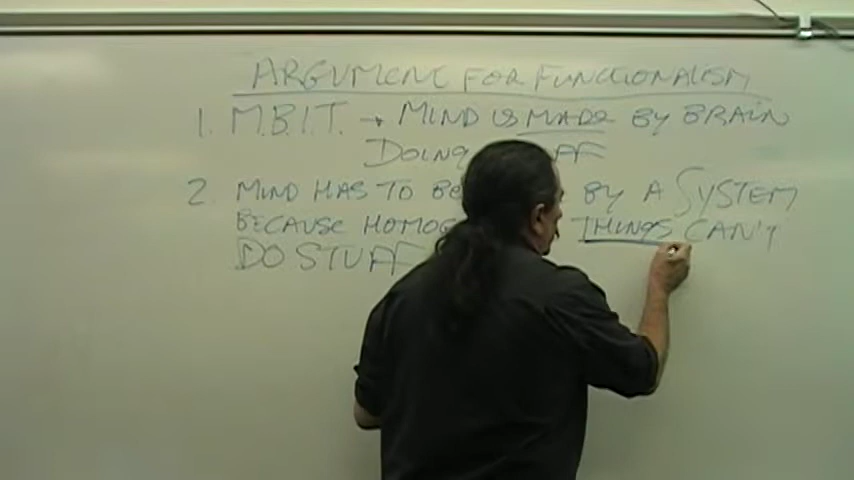 ARGUMENT FOR FUNCTIONALISM
1. M.B.I.T. → MIND IS MADE BY BRAIN
DOING
2 MIND HAS TO BE BY A SYSTEM
BECAUSE THINGS CAN'T
DO STUFF